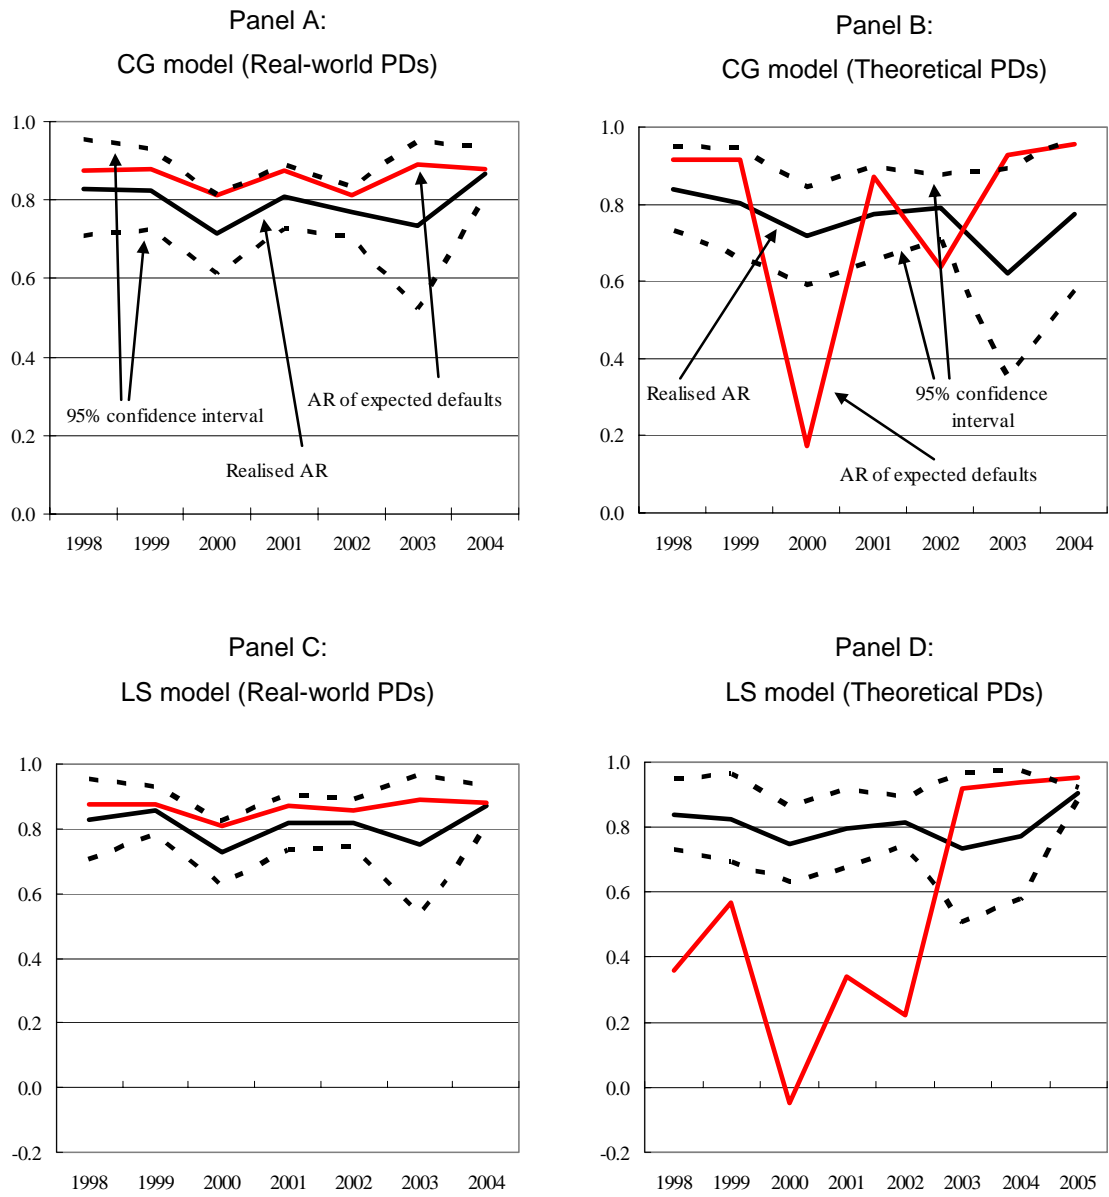 Panel A:
CG model (Real-world PDs)
1.0
0.8
0.6
0.4
0.2
0.0
95% confidence interval
AR of expected defaults
Realised AR
1998 1999 2000 2001 2002 2003 2004
Panel B:
CG model (Theoretical PDs)
1.0
0.8
0.6
0.4
0.2
0.0
Realised AR
95% confidence
interval
AR of expected defaults
1998 1999 2000 2001 2002 2003 2004
Panel C:
LS model (Real-world PDs)
1.0
0.8
0.6
0.4
0.2
0.0
-0.2
1998 1999 2000 2001 2002 2003 2004
Panel D:
LS model (Theoretical PDs)
1.0
0.8
0.6
0.4
0.2
0.0
-0.2
1998 1999 2000 2001 2002 2003 2004 2005